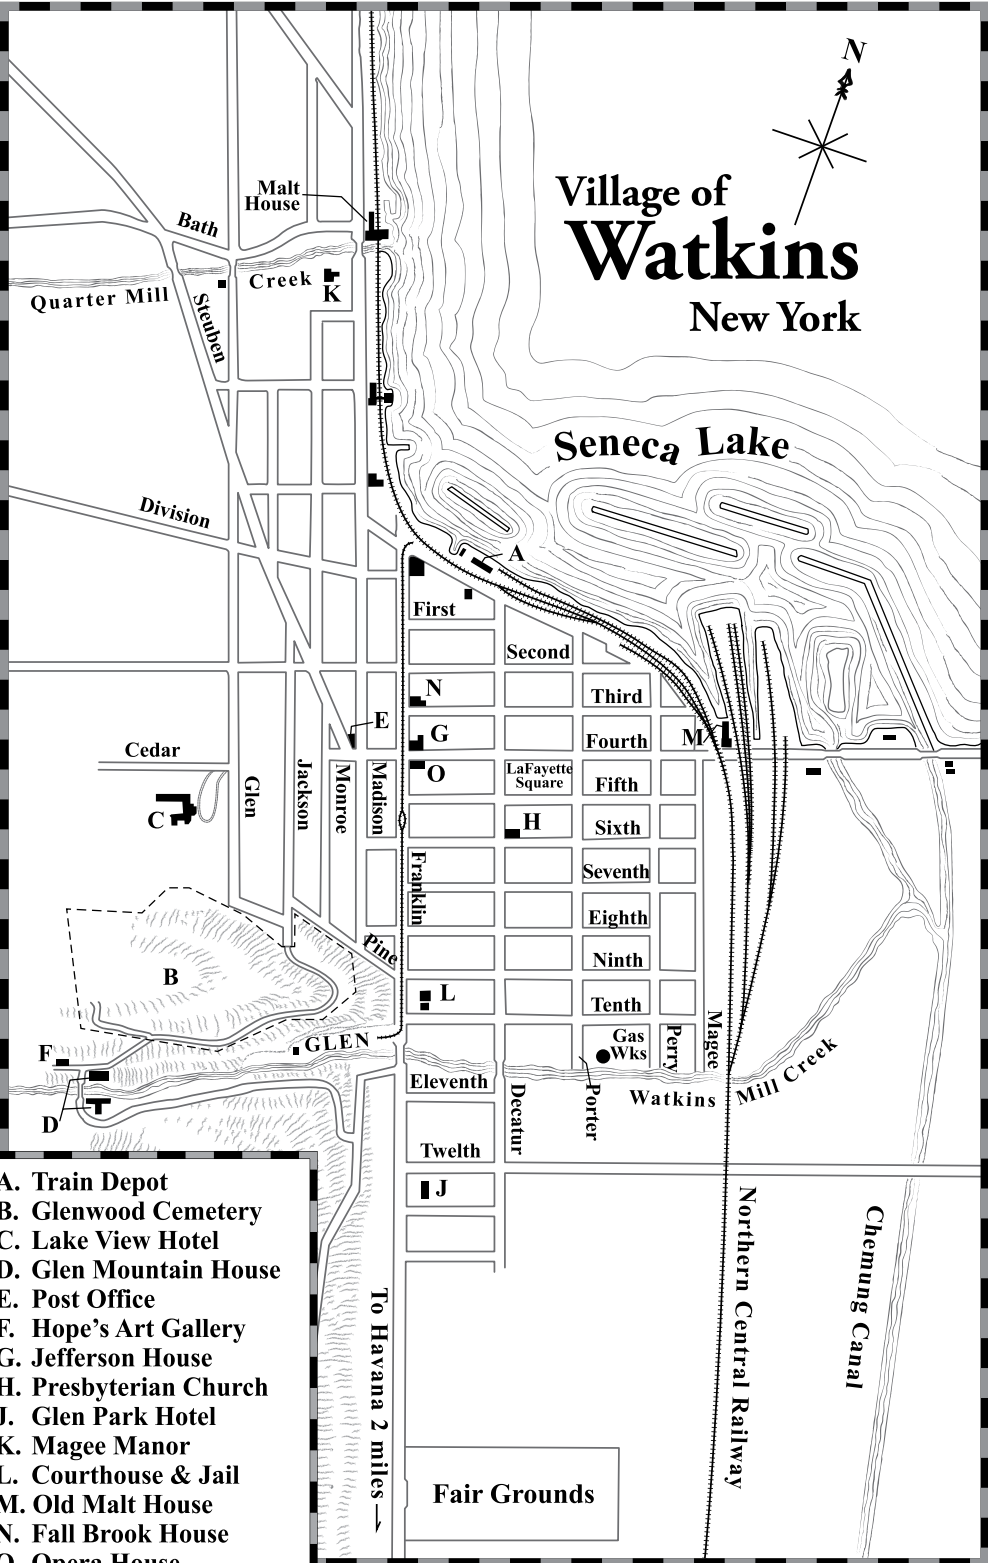 N
Village of
Watkins
New York
Malt
House
Bath
Creek
K
Quarter Mill
Steuben
Seneca Lake
Division
A
First
Second
N
Third
E
G
M
Fourth
Cedar
O
LaFayette
Square
Fifth
Glen
Jackson
Monroe
Madison
C
H
Sixth
Seventh
Franklin
Eighth
Pine
Ninth
B
L
Tenth
Gas
Wks
Perry
Magee
GLEN
F
Eleventh
Decatur
Porter
Watkins
Mill Creek
D
Twelth
J
A. Train Depot
B. Glenwood Cemetery
C. Lake View Hotel
D. Glen Mountain House
E. Post Office
F. Hope's Art Gallery
G. Jefferson House
H. Presbyterian Church
J. Glen Park Hotel
K. Magee Manor
L. Courthouse & Jail
M. Old Malt House
N. Fall Brook House
O. Opera House
To Havana 2 miles
Northern Central Railway
Chemung Canal
Fair Grounds